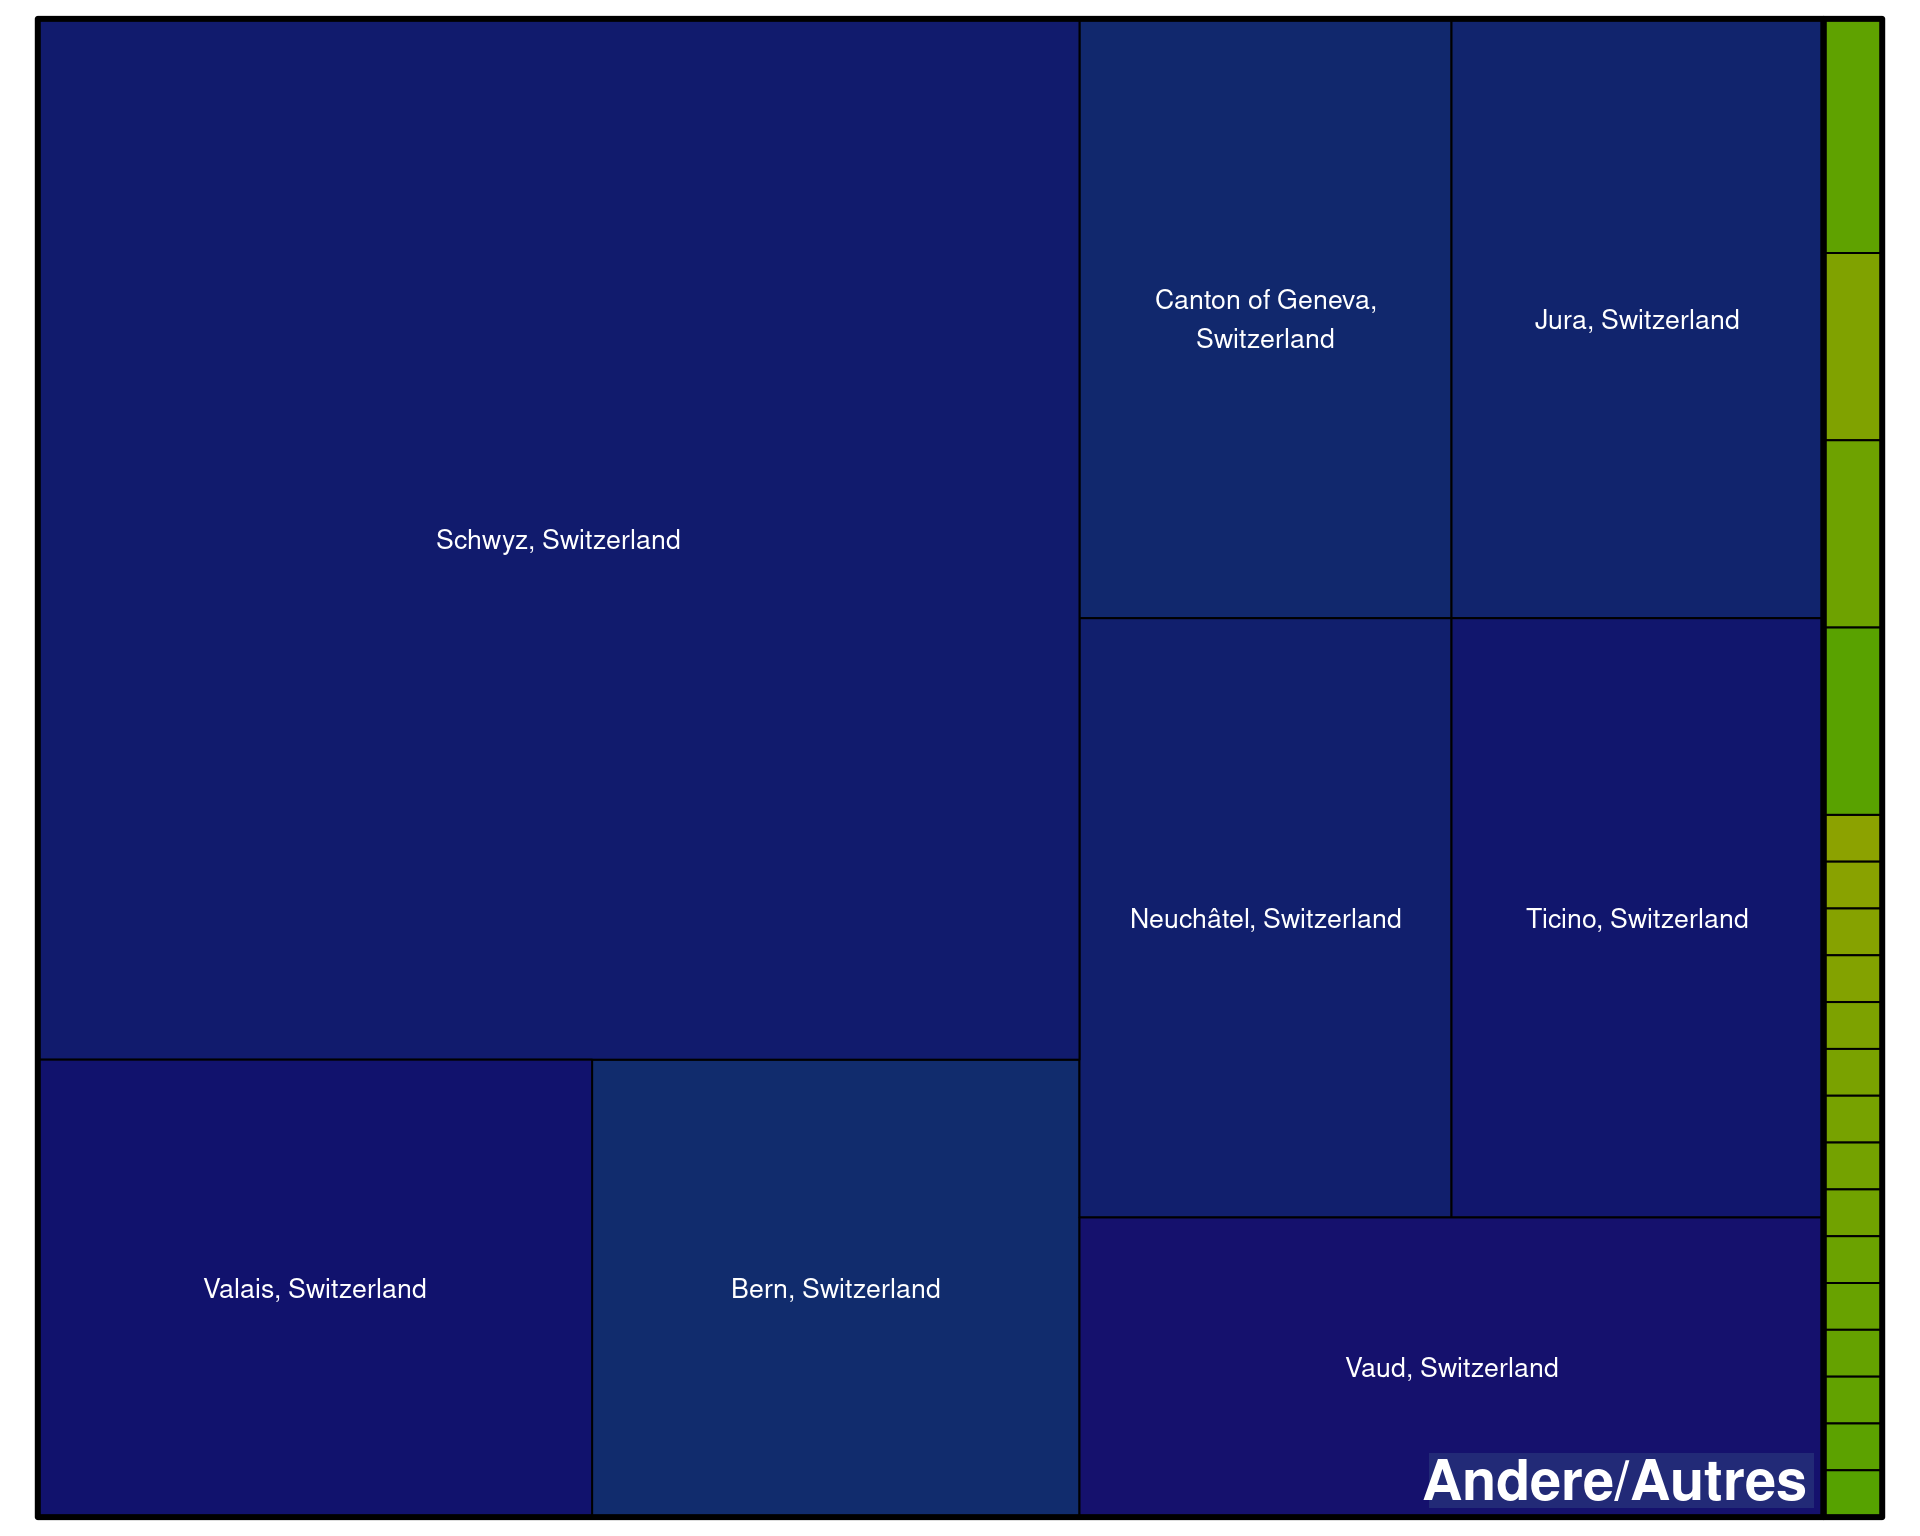 Schwyz, Switzerland
Canton of Geneva,
Switzerland
Jura, Switzerland
Neuchâtel, Switzerland
Ticino, Switzerland
Valais, Switzerland
Bern, Switzerland
Vaud, Switzerland
Andere/Autres